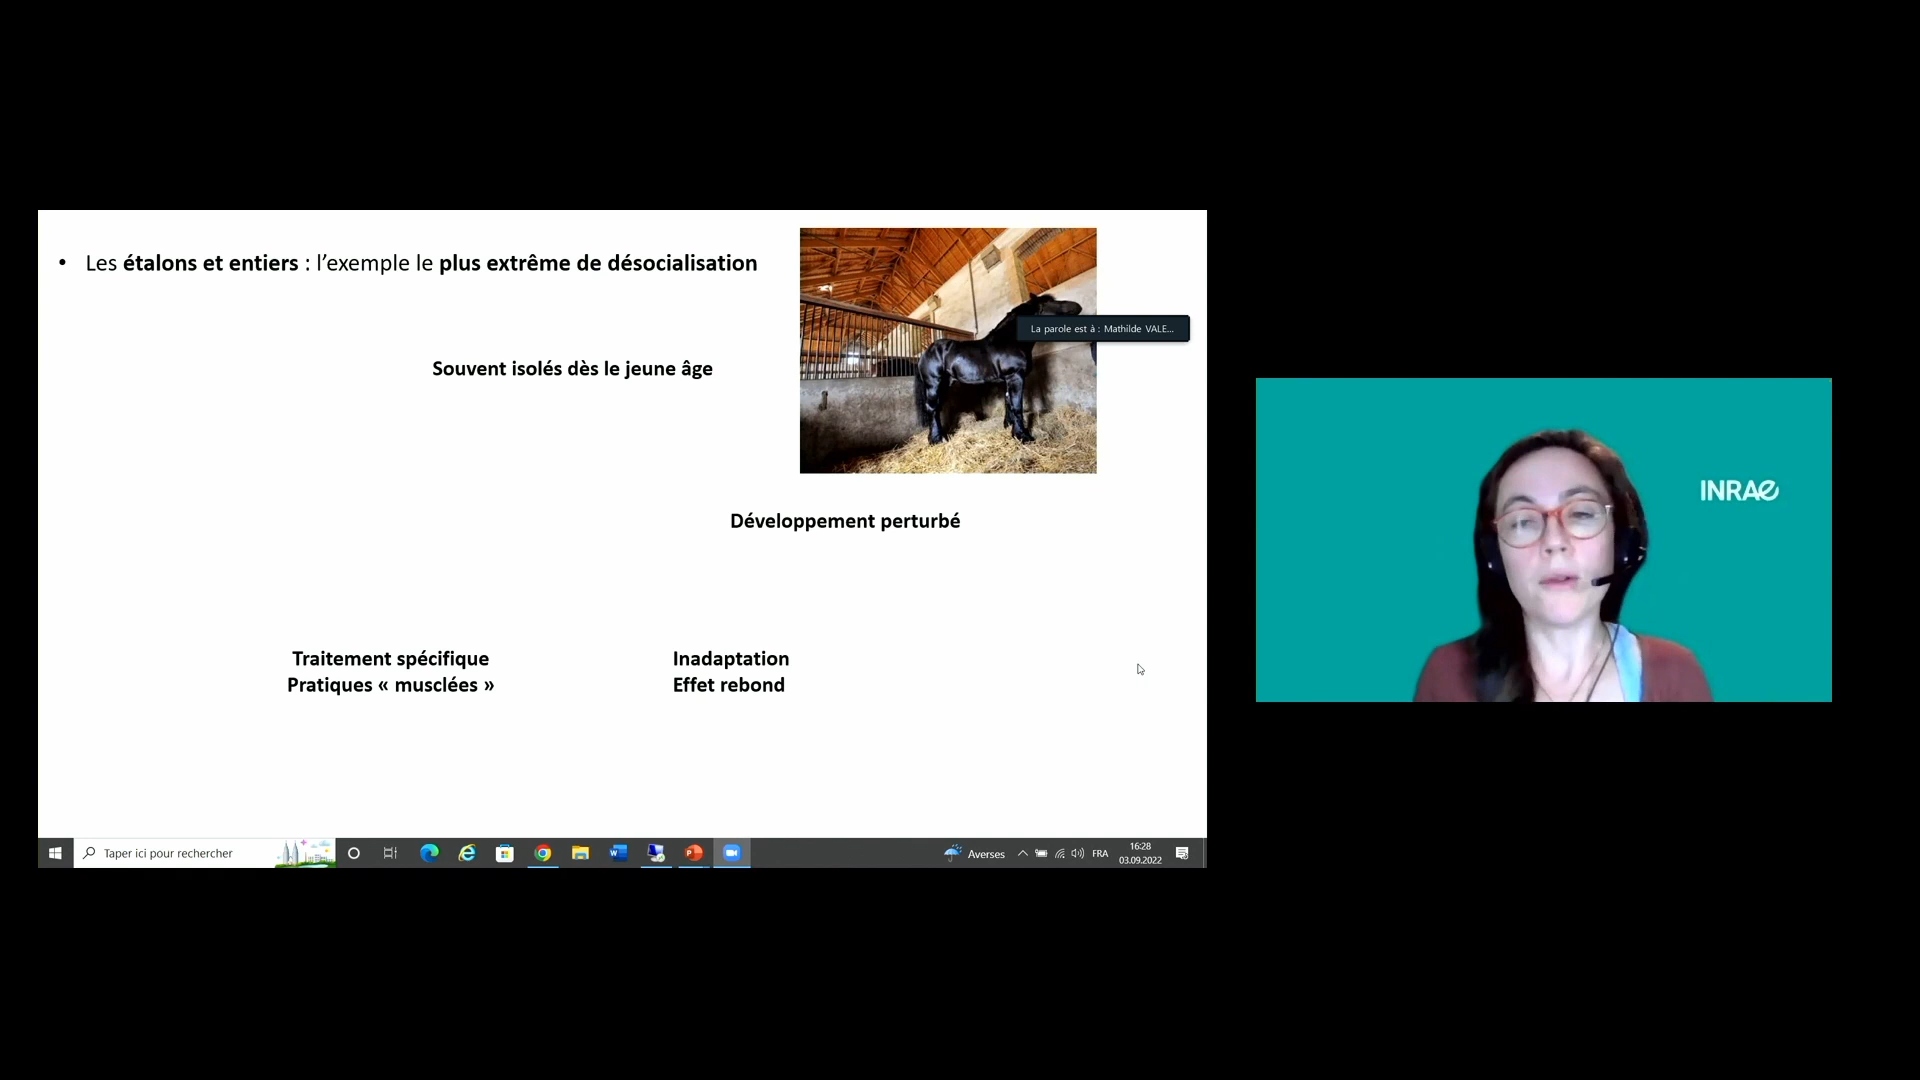 • Les étalons et entiers : l’exemple le plus extrême de désocialisation
La parole est à : Mathilde VALE...
Souvent isolés dès le jeune âge
INRAE
Développement perturbé
Traitement spécifique
Pratiques « musclées »
Inadaptation
Effet rebond
Taper ici pour rechercher
Averses
FRA
16:28
03.09.2022